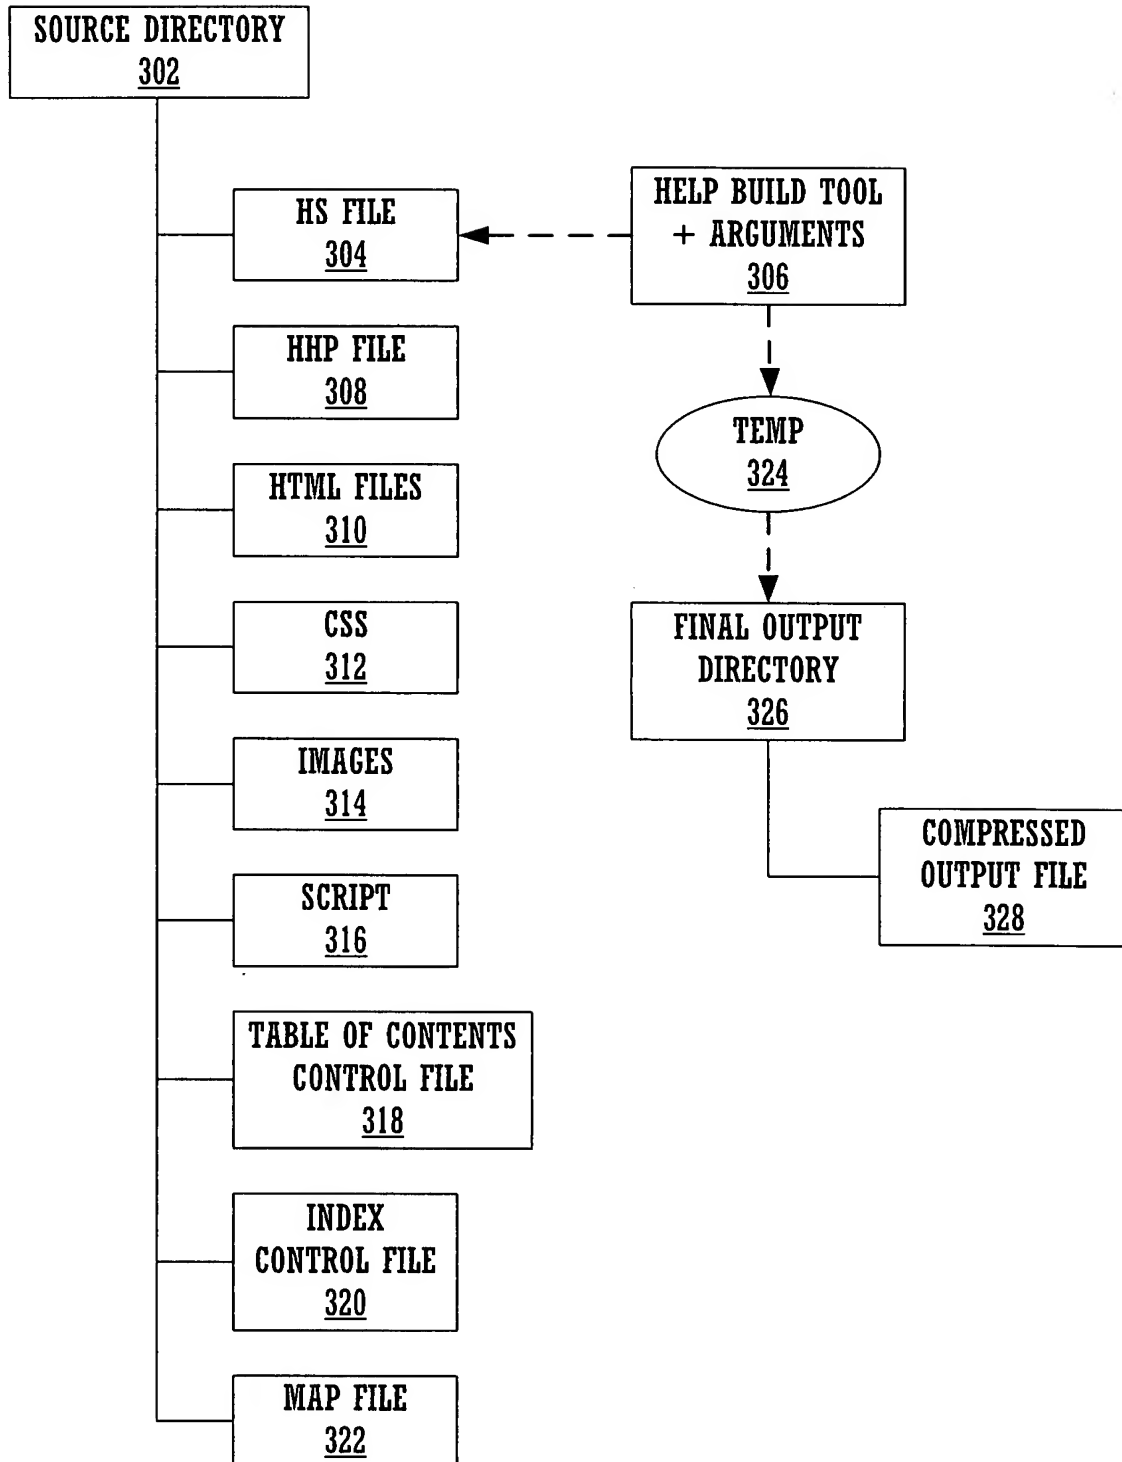 SOURCE DIRECTORY
302
HS FILE
304
HELP BUILD TOOL
+ ARGUMENTS
306
HHP FILE
308
TEMP
324
HTML FILES
310
CSS
312
FINAL OUTPUT
DIRECTORY
326
IMAGES
314
COMPRESSED
OUTPUT FILE
328
SCRIPT
316
TABLE OF CONTENTS
CONTROL FILE
318
INDEX
CONTROL FILE
320
MAP FILE
322